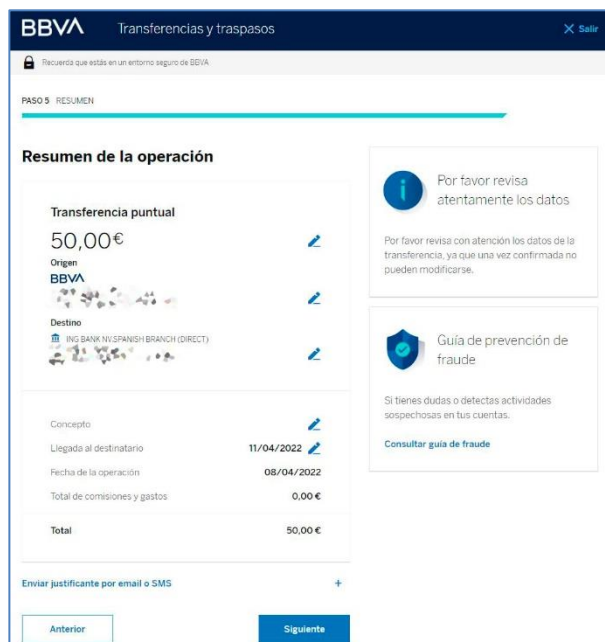 BBVA
Transferencias y traspasos
Salir
Recuerda que estás en un entorno seguro de BBVA
PASO 5 RESUMEN
Resumen de la operación
Transferencia puntual
50,00€
Origen
BBVA
Destino
ING BANK NV,SPANISH BRANCH (DIRECT)
Concepto
Llegada al destinatario 11/04/2022
Fecha de la operación 08/04/2022
Total de comisiones y gastos 0,00 €
Total 50,00 €
Enviar justificante por email o SMS +
Anterior
Siguiente
Por favor revisa
atentamente los datos
Por favor revisa con atención los datos de la
transferencia, ya que una vez confirmada no
pueden modificarse.
Guía de prevención de
fraude
Si tienes dudas o detectas actividades
sospechosas en tus cuentas.
Consultar guía de fraude